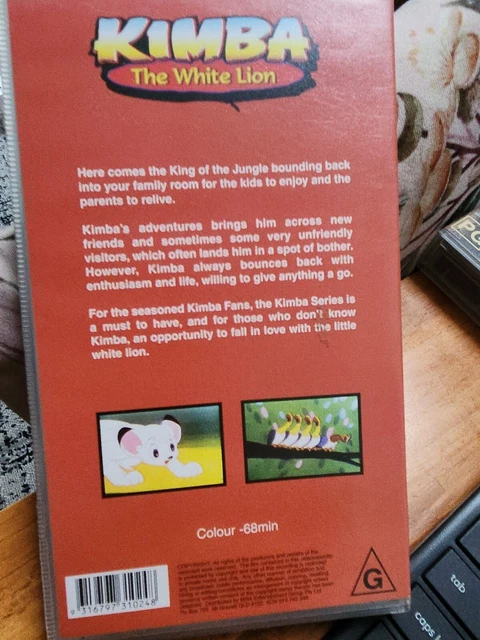 KIMBA
The White Lion
Here comes the King of the Jungle bounding back
into your family room for the kids to enjoy and the
parents to relive.
Kimba's adventures brings him across new
friends and sometimes some very unfriendly
visitors, which often lands him in a spot of bother.
However, Kimba always bounces back with
enthusiasm and life, willing to give anything a go.
For the seasoned Kimba Fans, the Kimba Series is
a must to have, and for those who don't know
Kimba, an opportunity to fall in love with the little
white lion.
Colour -68min
G
9 316797 310248
tab
caps